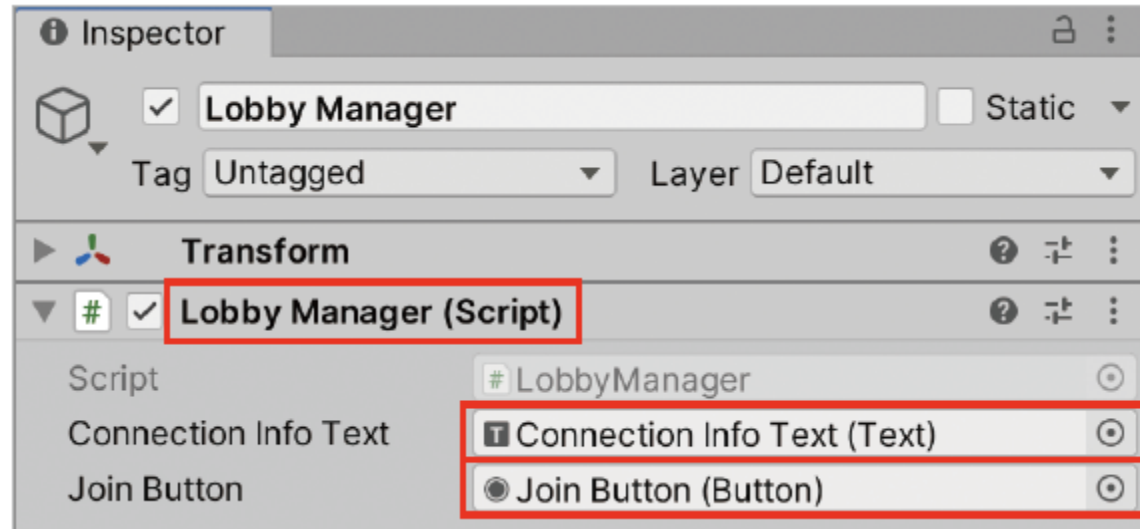 Inspector
Lobby Manager Static
Tag Untagged Layer Default
Transform
# Lobby Manager (Script)
Script # LobbyManager
Connection Info Text T Connection Info Text (Text)
Join Button Join Button (Button)